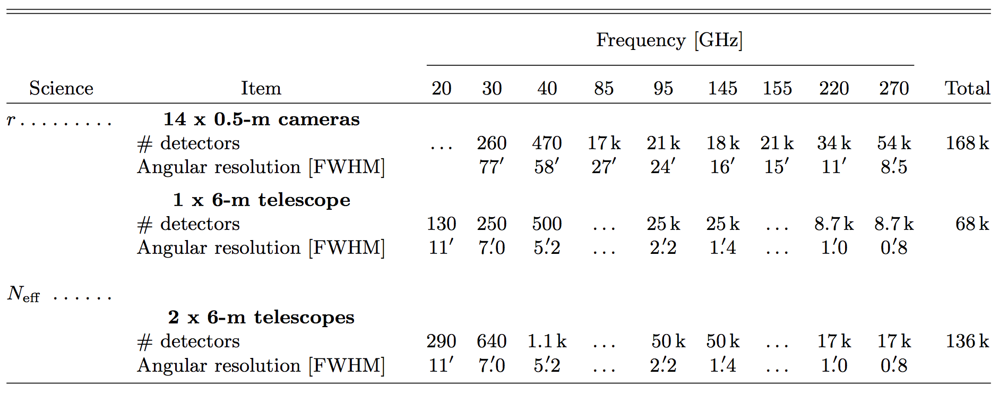 Frequency [GHz]
Science Item 20 30 40 85 95 145 155 220 270 Total
r . . . . . . . . . 14 x 0.5-m cameras
# detectors . . . 260 470 17 k 21 k 18 k 21 k 34 k 54 k 168 k
Angular resolution [FWHM] 77′ 58′ 27′ 24′ 16′ 15′ 11′ 8.′5
1 x 6-m telescope
# detectors 130 250 500 . . . 25 k 25 k . . . 8.7 k 8.7 k 68 k
Angular resolution [FWHM] 11′ 7.′0 5.′2 . . . 2.′2 1.′4 . . . 1.′0 0.′8
Neff . . . . . .
2 x 6-m telescopes
# detectors 290 640 1.1 k . . . 50 k 50 k . . . 17 k 17 k 136 k
Angular resolution [FWHM] 11′ 7.′0 5.′2 . . . 2.′2 1.′4 . . . 1.′0 0.′8